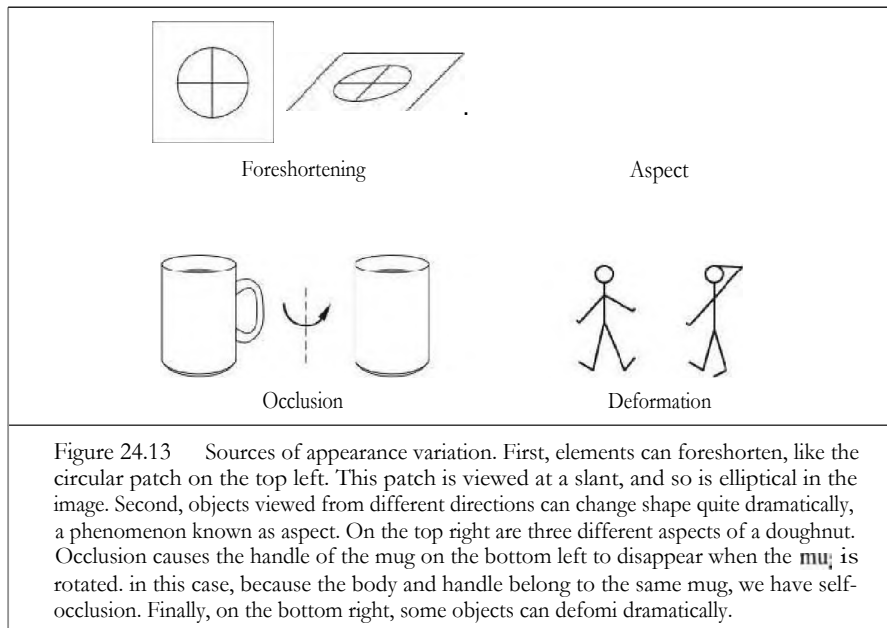 Foreshortening
Aspect
Occlusion
Deformation
Figure 24.13 Sources of appearance variation. First, elements can foreshorten, like the
circular patch on the top left. This patch is viewed at a slant, and so is elliptical in the
image. Second, objects viewed from different directions can change shape quite dramatically,
a phenomenon known as aspect. On the top right are three different aspects of a doughnut.
Occlusion causes the handle of the mug on the bottom left to disappear when the is
rotated. in this case, because the body and handle belong to the same mug, we have self-
occlusion. Finally, on the bottom right, some objects can defomi dramatically.